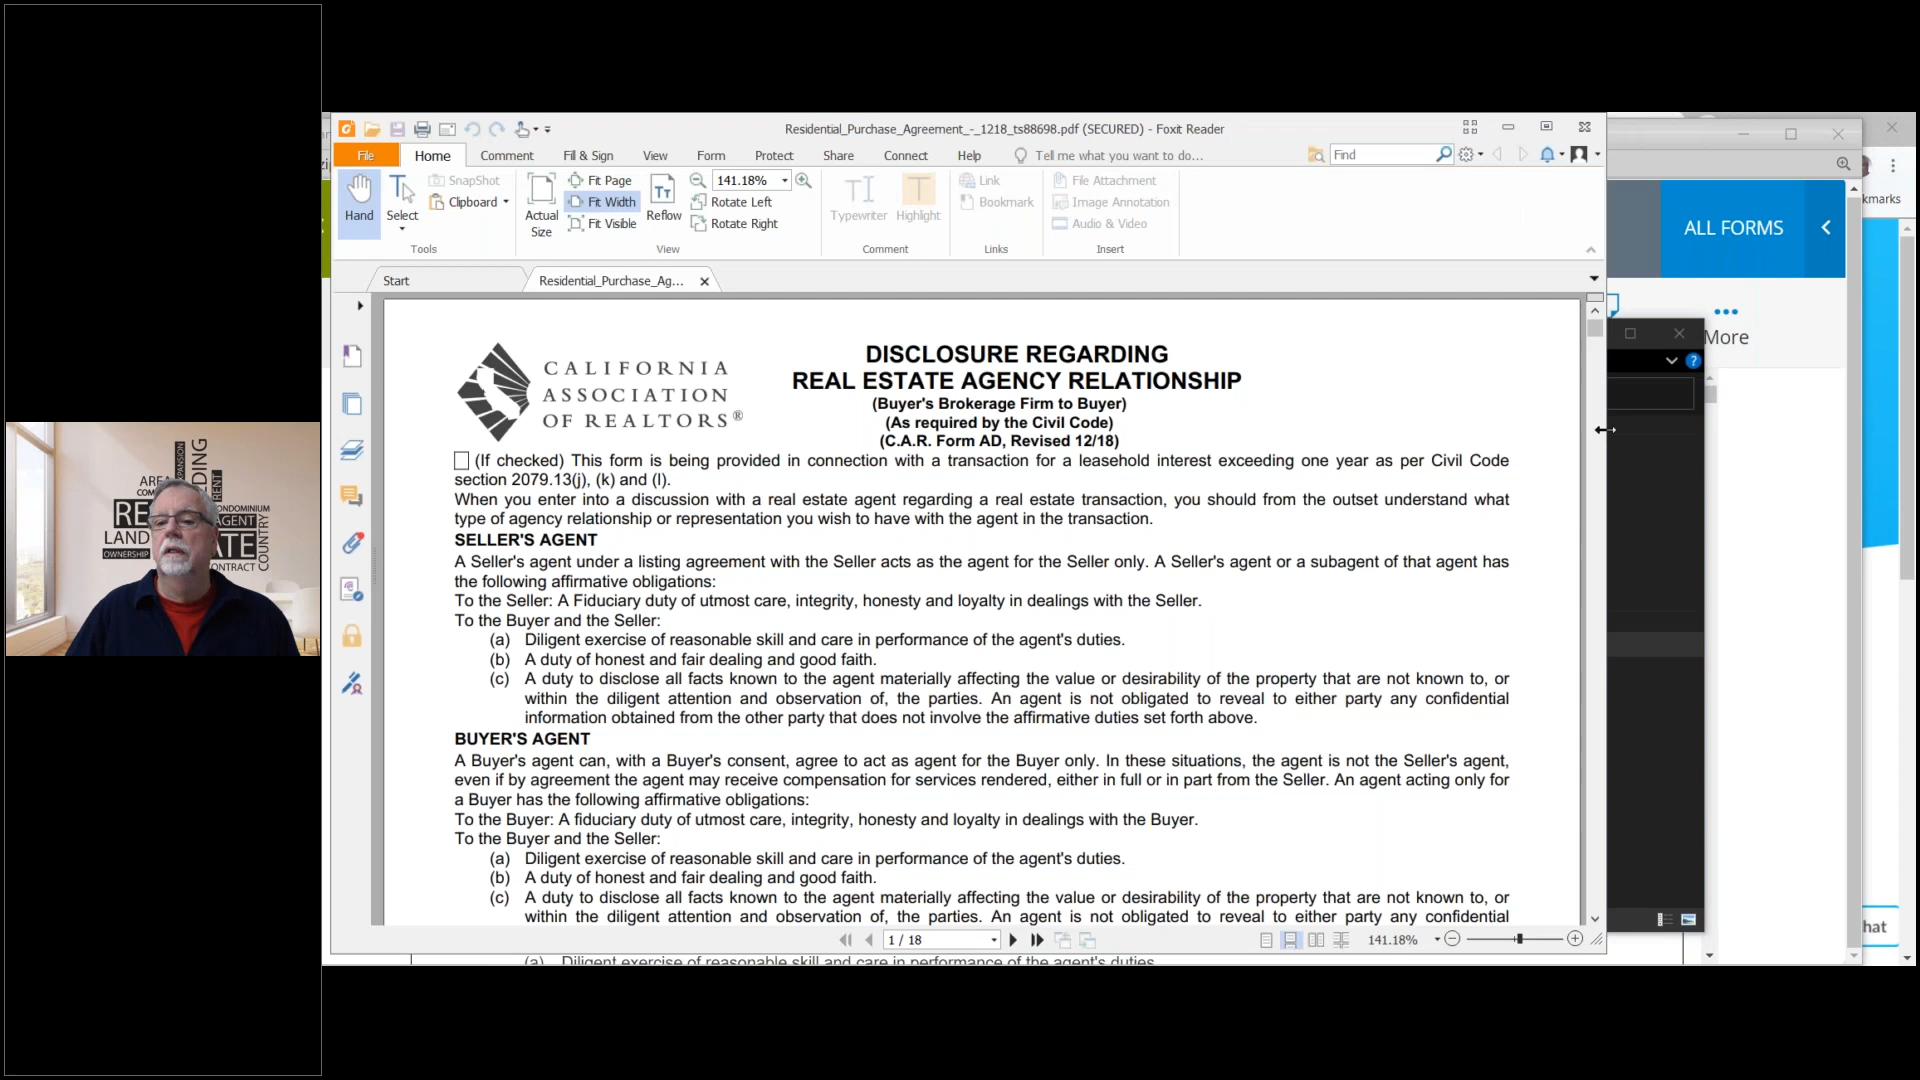 Residential_Purchase_Agreement_-_1218_ts88698.pdf (SECURED) - Foxit Reader
File Home Comment Fill & Sign View Form Protect Share Connect Help Tell me what you want to do... Find
Hand
Select
SnapShot
Clipboard
Tools
Actual
Size
Fit Page
Fit Width
Fit Visible
Reflow
141.18%
Rotate Left
Rotate Right
View
Typewriter
Highlight
Comment
Link
Bookmark
Links
File Attachment
Image Annotation
Audio & Video
Insert
Start
Residential_Purchase_Ag...
CALIFORNIA
ASSOCIATION
OF REALTORS®
DISCLOSURE REGARDING
REAL ESTATE AGENCY RELATIONSHIP
(Buyer's Brokerage Firm to Buyer)
(As required by the Civil Code)
(C.A.R. Form AD, Revised 12/18)
(If checked) This form is being provided in connection with a transaction for a leasehold interest exceeding one year as per Civil Code
section 2079.13(j), (k) and (l).
When you enter into a discussion with a real estate agent regarding a real estate transaction, you should from the outset understand what
type of agency relationship or representation you wish to have with the agent in the transaction.
SELLER'S AGENT
A Seller's agent under a listing agreement with the Seller acts as the agent for the Seller only. A Seller's agent or a subagent of that agent has
the following affirmative obligations:
To the Seller: A Fiduciary duty of utmost care, integrity, honesty and loyalty in dealings with the Seller.
To the Buyer and the Seller:
(a) Diligent exercise of reasonable skill and care in performance of the agent's duties.
(b) A duty of honest and fair dealing and good faith.
(c) A duty to disclose all facts known to the agent materially affecting the value or desirability of the property that are not known to, or
within the diligent attention and observation of, the parties. An agent is not obligated to reveal to either party any confidential
information obtained from the other party that does not involve the affirmative duties set forth above.
BUYER'S AGENT
A Buyer's agent can, with a Buyer's consent, agree to act as agent for the Buyer only. In these situations, the agent is not the Seller's agent,
even if by agreement the agent may receive compensation for services rendered, either in full or in part from the Seller. An agent acting only for
a Buyer has the following affirmative obligations:
To the Buyer: A fiduciary duty of utmost care, integrity, honesty and loyalty in dealings with the Buyer.
To the Buyer and the Seller:
(a) Diligent exercise of reasonable skill and care in performance of the agent's duties.
(b) A duty of honest and fair dealing and good faith.
(c) A duty to disclose all facts known to the agent materially affecting the value or desirability of the property that are not known to, or
within the diligent attention and observation of, the parties. An agent is not obligated to reveal to either party any confidential
1 / 18
141.18%
(a) Diligent exercise of reasonable skill and care in performance of the agent's duties.
kmarks
ALL FORMS
More
hat
AREA
LAND
OWNERSHIP
AGENT
COUNTRY